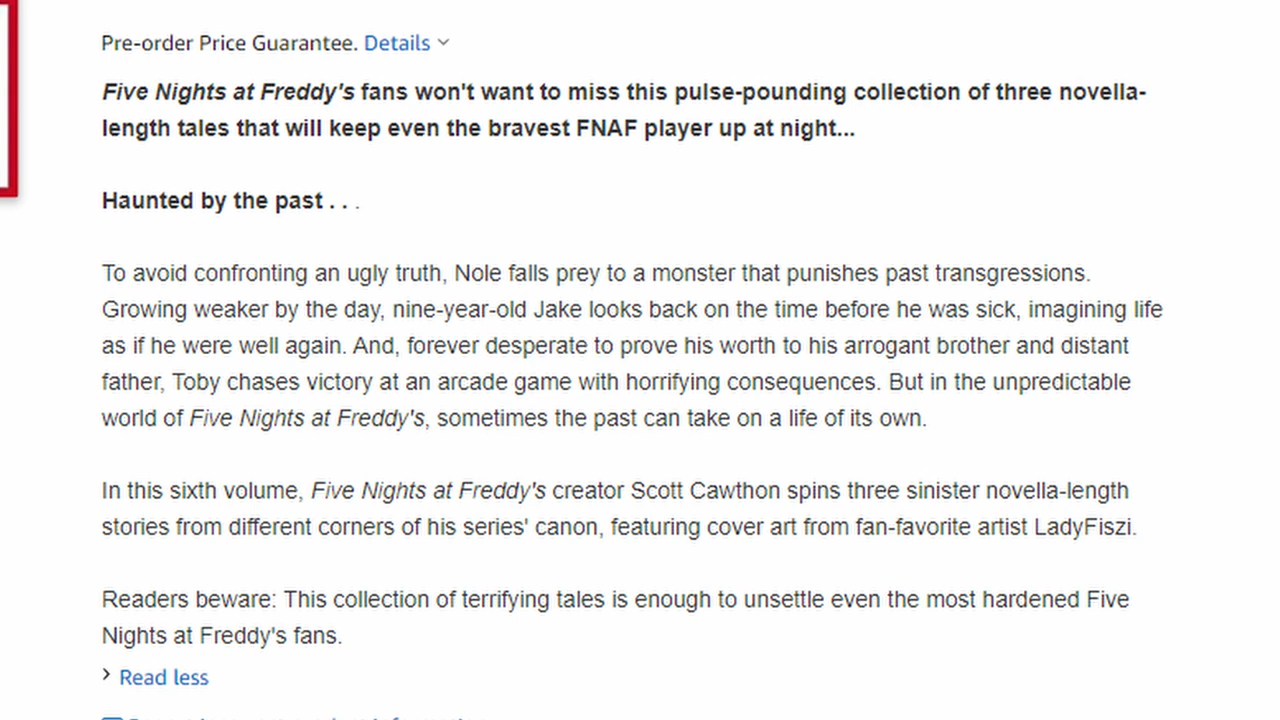 Pre-order Price Guarantee. Details
Five Nights at Freddy's fans won't want to miss this pulse-pounding collection of three novella-
length tales that will keep even the bravest FNAF player up at night...
Haunted by the past . . .
To avoid confronting an ugly truth, Nole falls prey to a monster that punishes past transgressions.
Growing weaker by the day, nine-year-old Jake looks back on the time before he was sick, imagining life
as if he were well again. And, forever desperate to prove his worth to his arrogant brother and distant
father, Toby chases victory at an arcade game with horrifying consequences. But in the unpredictable
world of Five Nights at Freddy's, sometimes the past can take on a life of its own.
In this sixth volume, Five Nights at Freddy's creator Scott Cawthon spins three sinister novella-length
stories from different corners of his series' canon, featuring cover art from fan-favorite artist LadyFiszi.
Readers beware: This collection of terrifying tales is enough to unsettle even the most hardened Five
Nights at Freddy's fans.
Read less